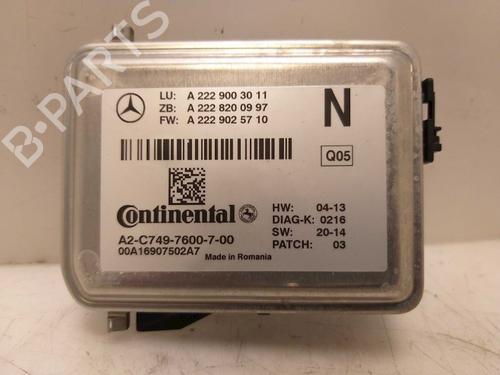 LU: A 222 900 30 11
ZB: A 222 820 09 97
FW: A 222 902 57 10
N
Q05
Continental
HW: 04-13
DIAG-K: 0216
SW: 20-14
PATCH: 03
A2-C749-7600-7-00
00A16907502A7
Made in Romania
B-PARTS